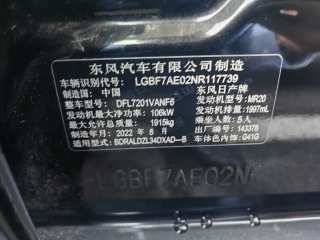 东风汽车有限公司制造
车辆识别代号：LGBF7AE02NR117739
制造国：中国 东风日产牌
整车型号：DFL7201VANF6 发动机型号：MR20
发动机最大净功率：106kW 发动机排量：1997mL
最大允许总质量：1915kg 乘坐人数：5人
制造年月：2022年8月 出厂编号：143378
适用型式：BDRALDZL34DXAD--B 车体色内饰：G41G
LGBF7AE02N